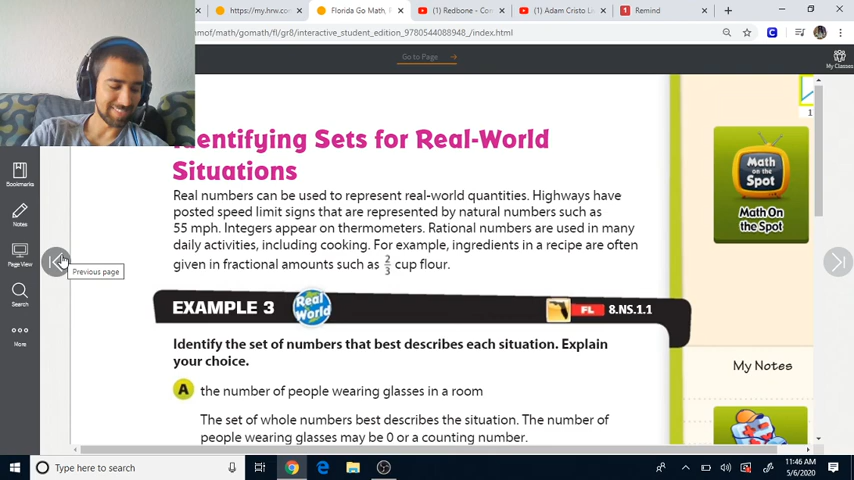 https://my.hrw.com
Florida Go Math,
Redbone - Con
(1) Adam Cristo Li
Remind
mof/math/gomath/fl/gr8/interactive_student_edition_9780544088948_/index.html
Go to Page
My Classes
Identifying Sets for Real-World
Situations
Real numbers can be used to represent real-world quantities. Highways have
posted speed limit signs that are represented by natural numbers such as
55 mph. Integers appear on thermometers. Rational numbers are used in many
daily activities, including cooking. For example, ingredients in a recipe are often
given in fractional amounts such as 2/3 cup flour.
Math
on the
Spot
Math On
the Spot
1
Bookmarks
Notes
Page View
Search
More
Previous page
EXAMPLE 3
Real
World
FL
8.NS.1.1
Identify the set of numbers that best describes each situation. Explain
your choice.
A the number of people wearing glasses in a room
The set of whole numbers best describes the situation. The number of
people wearing glasses may be 0 or a counting number.
My Notes
Type here to search
11:46 AM
5/6/2020